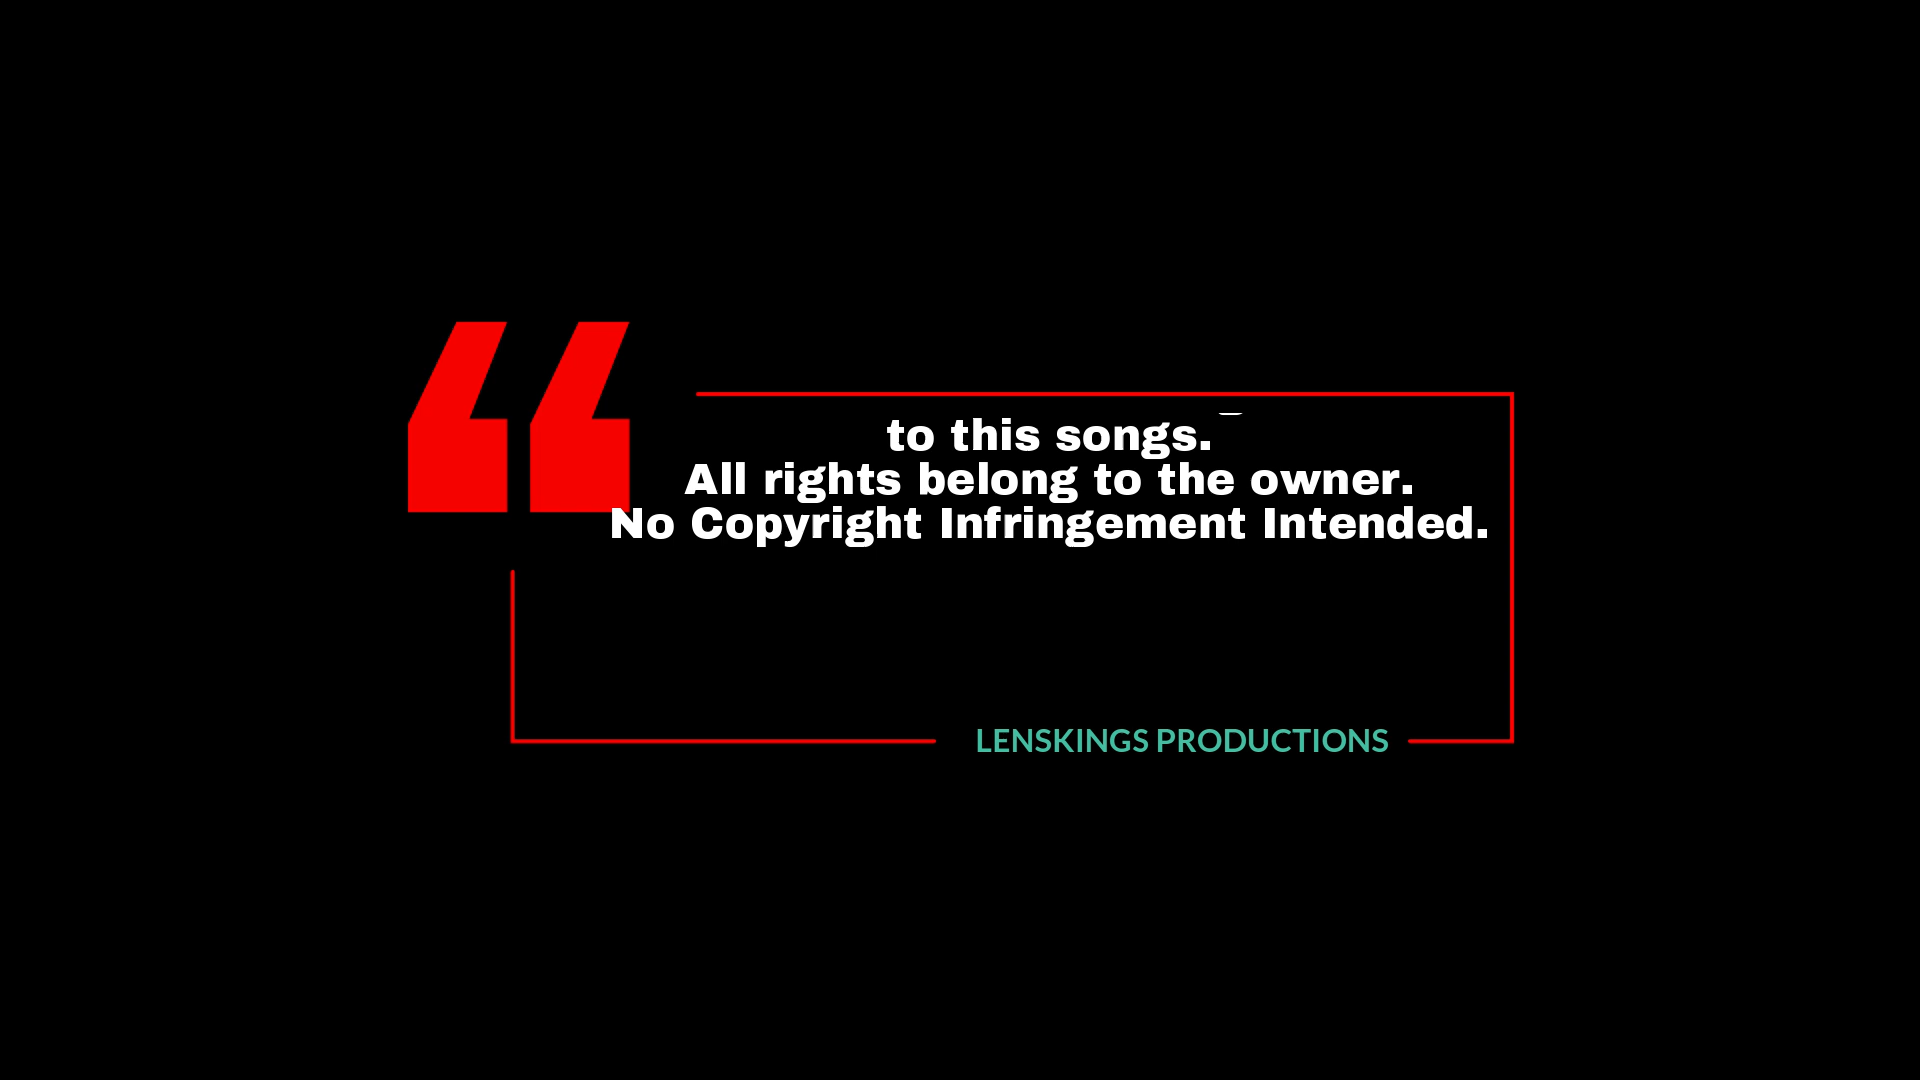 to this songs.
All rights belong to the owner.
No Copyright Infringement Intended.
LENSKINGS PRODUCTIONS